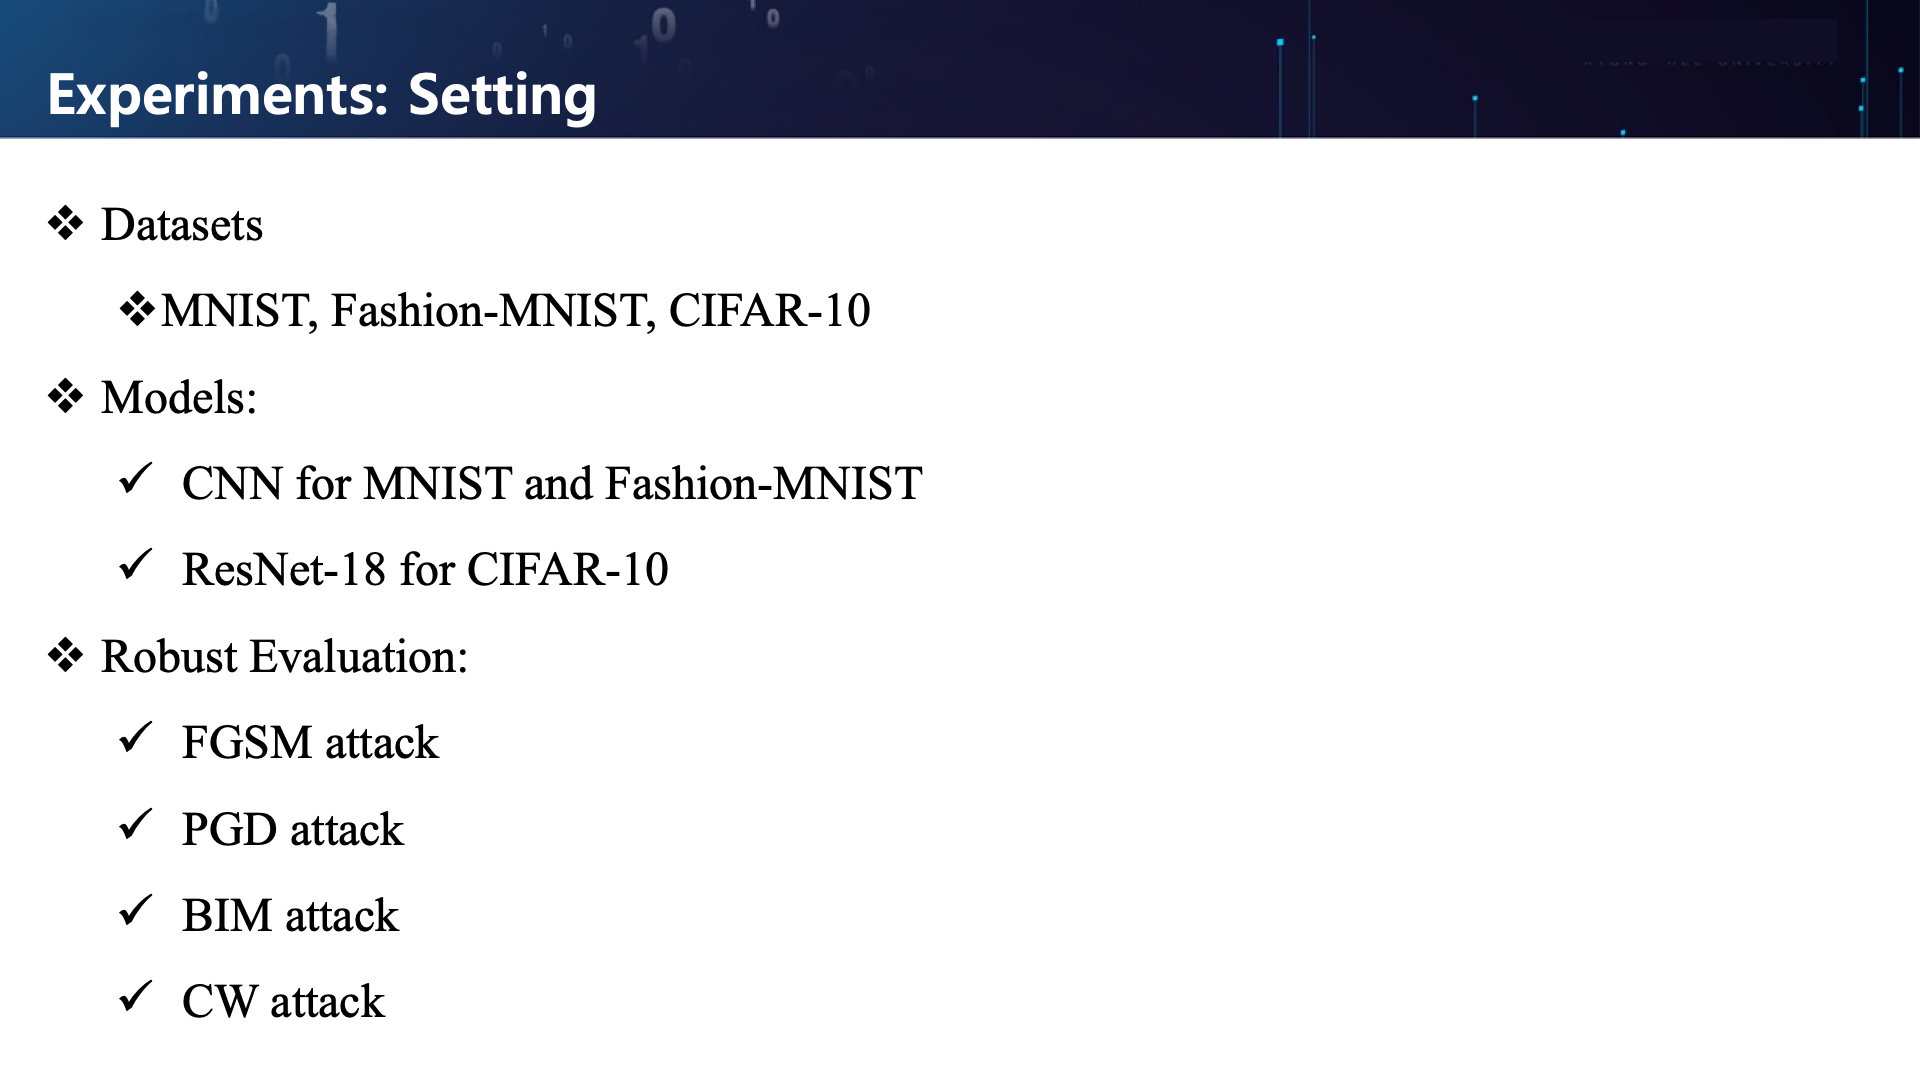 Experiments: Setting
❖ Datasets
❖MNIST, Fashion-MNIST, CIFAR-10
❖ Models:
✓ CNN for MNIST and Fashion-MNIST
✓ ResNet-18 for CIFAR-10
❖ Robust Evaluation:
✓ FGSM attack
✓ PGD attack
✓ BIM attack
✓ CW attack